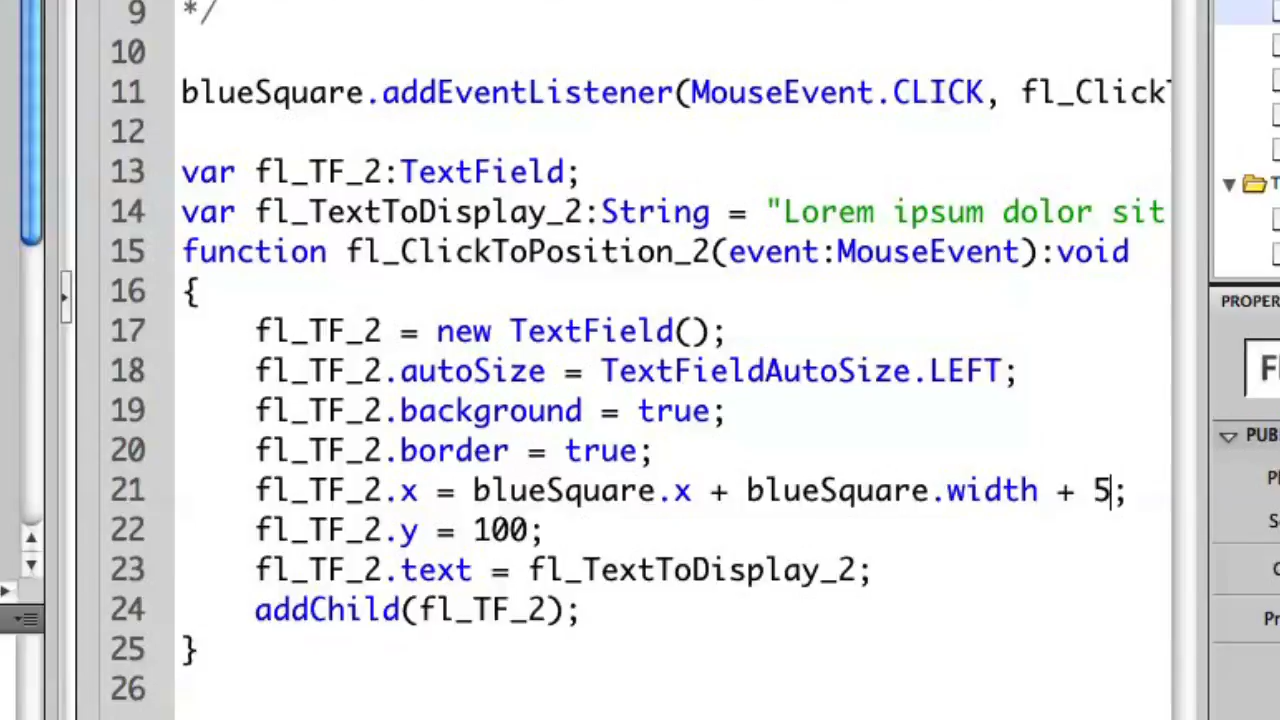 9 */
10
11 blueSquare.addEventListener(MouseEvent.CLICK, fl_Click
12
13 var fl_TF_2:TextField;
14 var fl_TextToDisplay_2:String = "Lorem ipsum dolor sit
15 function fl_ClickToPosition_2(event:MouseEvent):void
16 {
17 fl_TF_2 = new TextField();
18 fl_TF_2.autoSize = TextFieldAutoSize.LEFT;
19 fl_TF_2.background = true;
20 fl_TF_2.border = true;
21 fl_TF_2.x = blueSquare.x + blueSquare.width + 5;
22 fl_TF_2.y = 100;
23 fl_TF_2.text = fl_TextToDisplay_2;
24 addChild(fl_TF_2);
25 }
26
PROPER
PUB